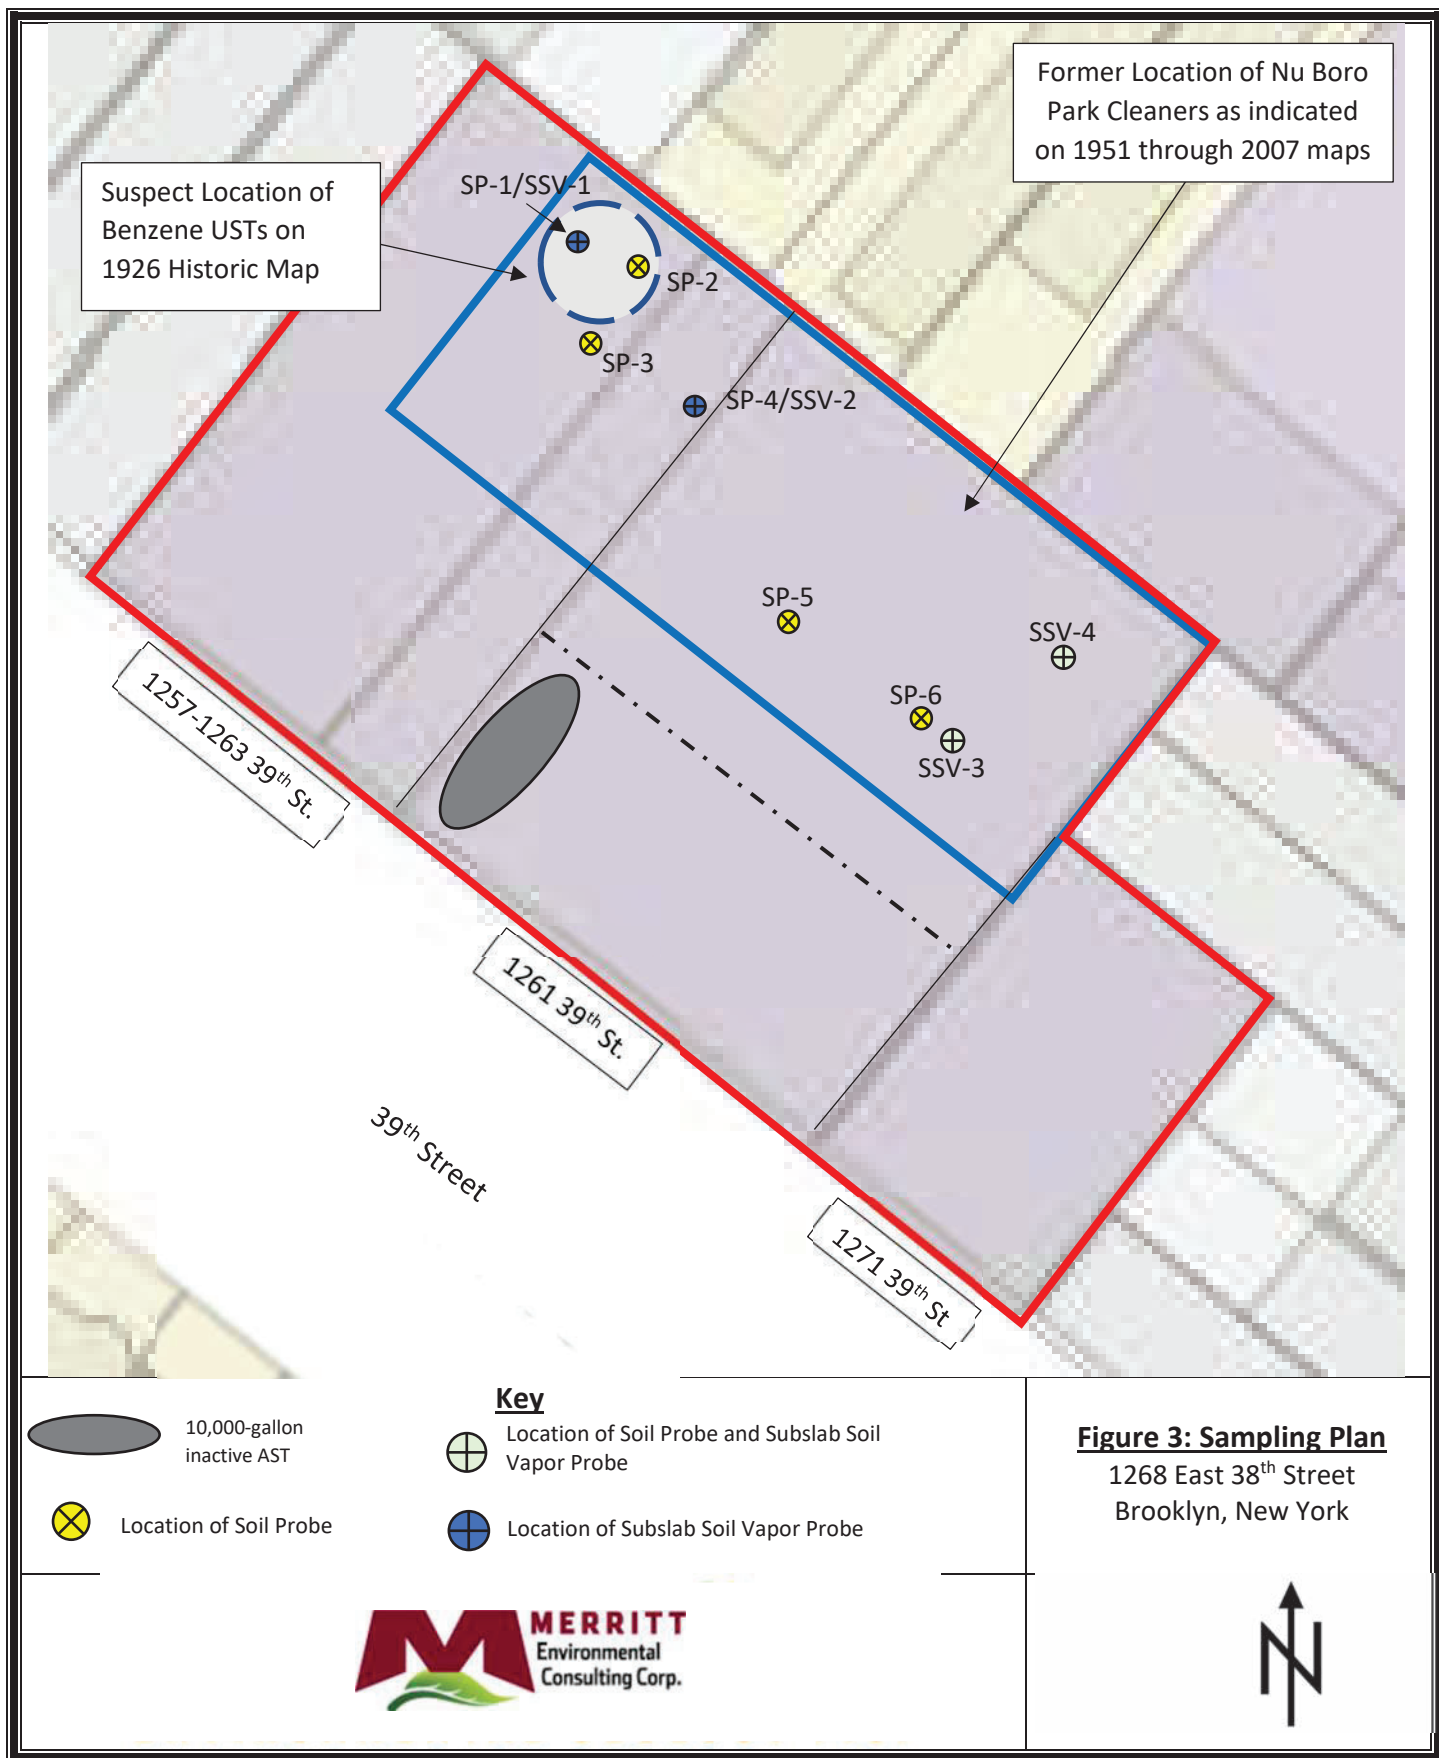 Former Location of Nu Boro
Park Cleaners as indicated
on 1951 through 2007 maps
Suspect Location of
Benzene USTs on
1926 Historic Map
SP-1/SSV-1
SP-2
SP-3
SP-4/SSV-2
SP-5
SSV-4
SP-6
SSV-3
1257-1263 39th St.
1261 39th St.
39th Street
1271 39th St
Key
10,000-gallon
inactive AST
Location of Soil Probe and Subslab Soil
Vapor Probe
Location of Soil Probe
Location of Subslab Soil Vapor Probe
Figure 3: Sampling Plan
1268 East 38th Street
Brooklyn, New York
MERRITT
Environmental
Consulting Corp.
N